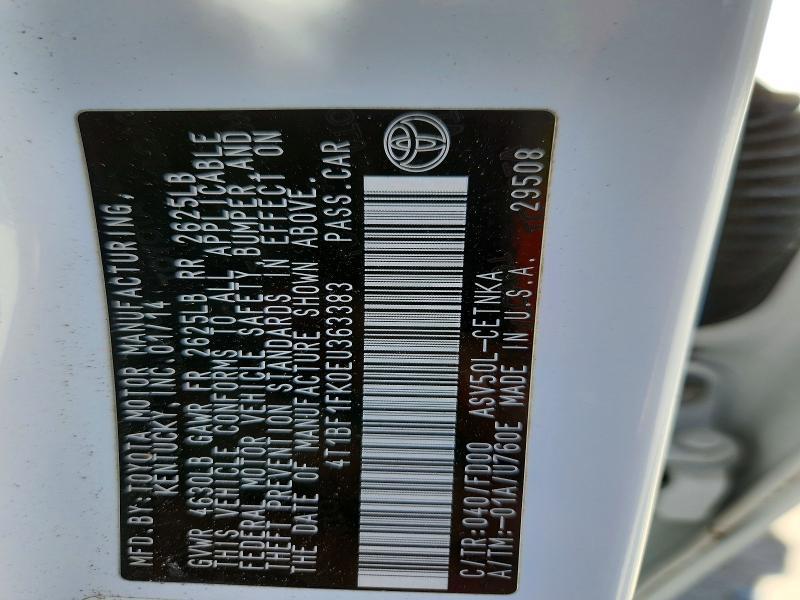 MFD.BY: TOYOTA MOTOR MANUFACTURING,
KENTUCKY, INC. 01/14
GVWR 4630LB GAWR FR 2625LB RR 2625LB
THIS VEHICLE CONFORMS TO ALL APPLICABLE
FEDERAL MOTOR VEHICLE SAFETY, BUMPER, AND
THEFT PREVENTION STANDARDS IN EFFECT ON
THE DATE OF MANUFACTURE SHOWN ABOVE.
4T1BF1FK0EU363383 PASS.CAR
C/TR:040/FD00 ASV50L-CETNKA
A/TM:-01A/U760E MADE IN U.S.A. 29508